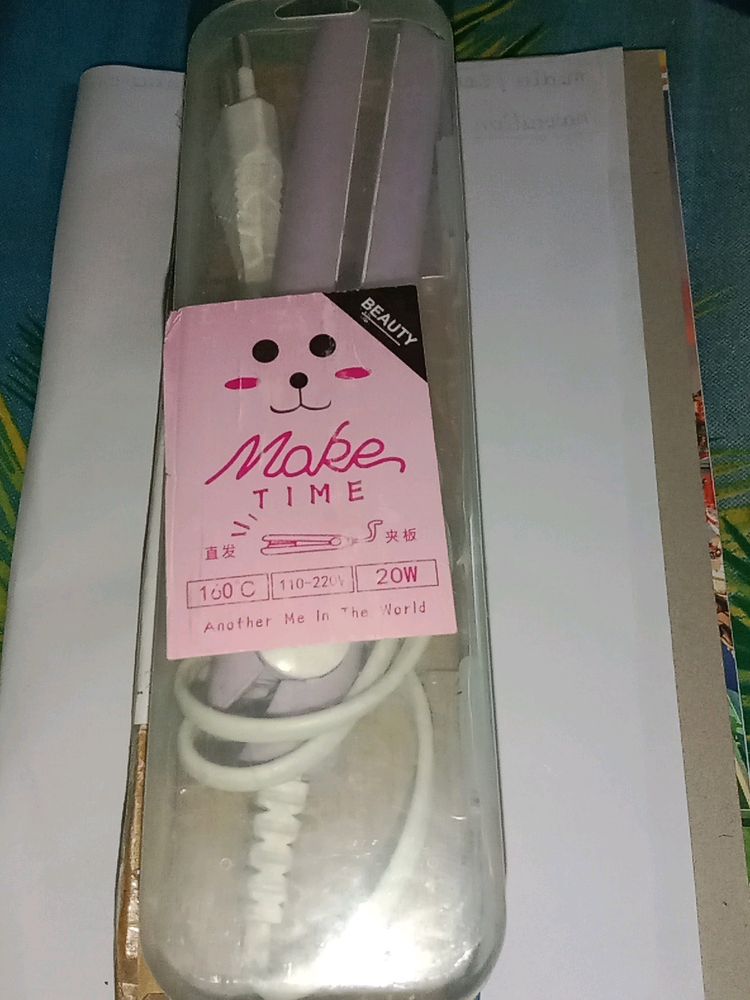 BEAUTY
Make
TIME
直发
夹板
160 C
110-220V
20W
Another Me In The World